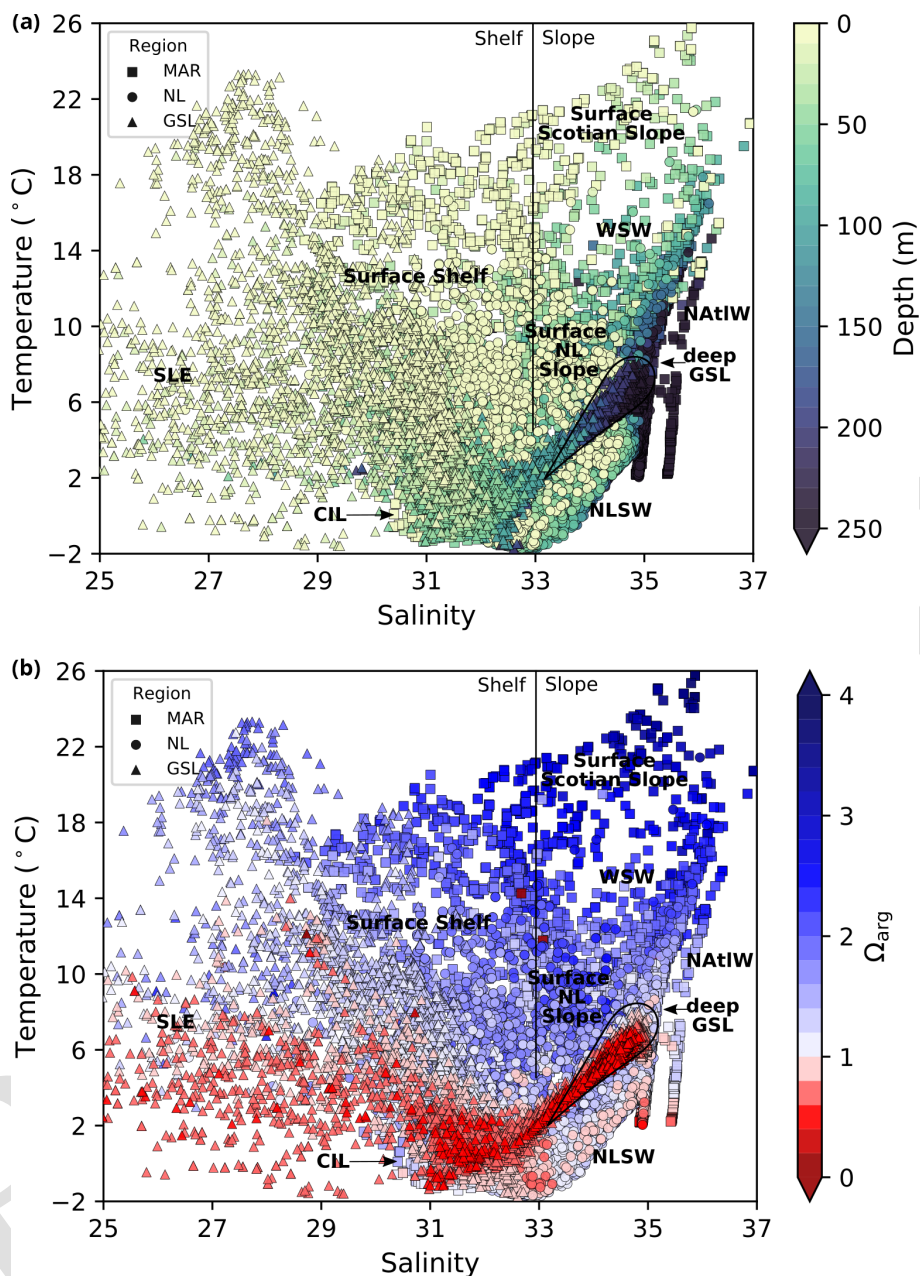 (a)
26
22
18
14
10
6
2
−2
Temperature (°C)
Region
MAR
NL
GSL
Shelf
Slope
Surface
Scotian Slope
WSW
Surface Shelf
NAtlW
Surface
NL
Slope
deep
GSL
SLE
CIL
NLSW
25
27
29
31
33
35
37
Salinity
0
50
100
150
200
250
Depth (m)
(b)
26
22
18
14
10
6
2
−2
Temperature (°C)
Region
MAR
NL
GSL
Shelf
Slope
Surface
Scotian Slope
WSW
Surface Shelf
NAtlW
Surface
NL
Slope
deep
GSL
SLE
CIL
NLSW
25
27
29
31
33
35
37
Salinity
4
3
2
1
0
Ωarg